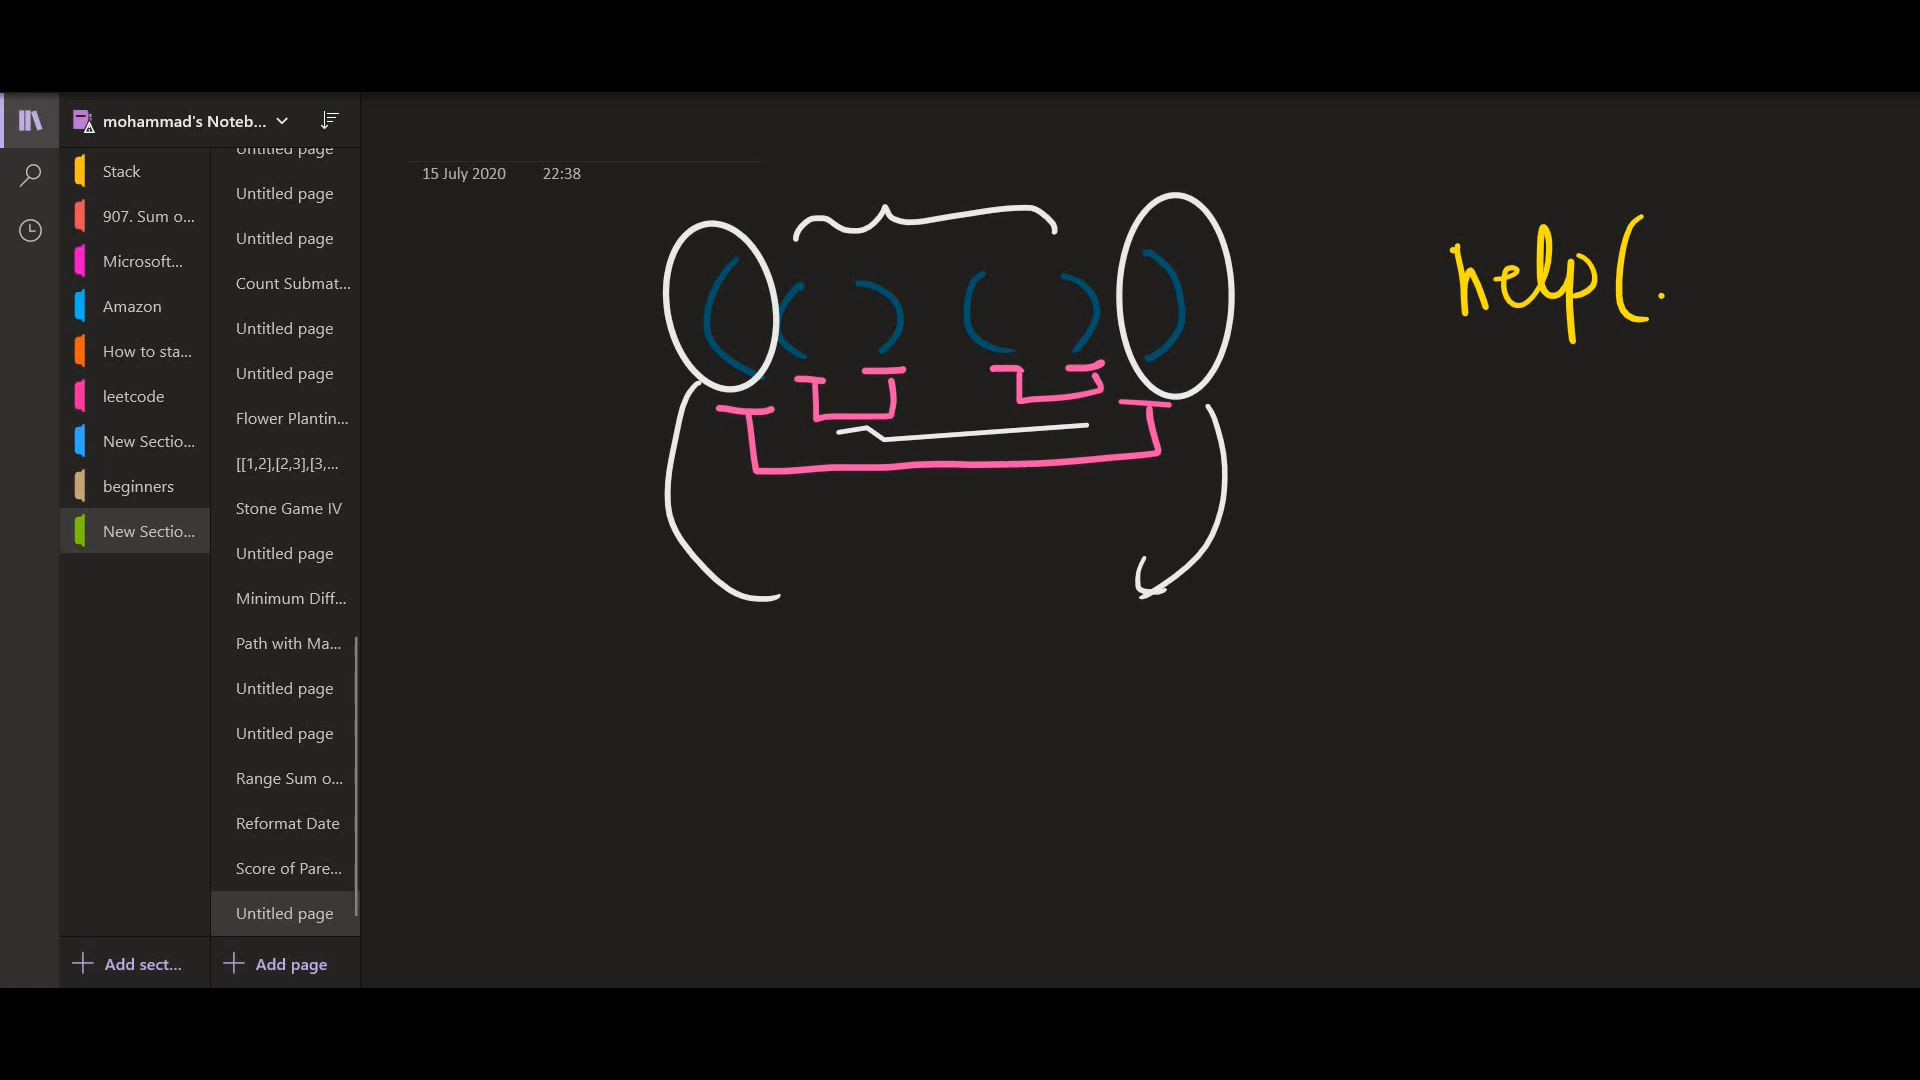 mohammad's Noteb...
Stack
907. Sum o...
Microsoft...
Amazon
How to sta...
leetcode
New Sectio...
beginners
New Sectio...
Add sect...
Untitled page
Untitled page
Untitled page
Count Submat...
Untitled page
Untitled page
Flower Plantin...
[[1,2],[2,3],[3,...
Stone Game IV
Untitled page
Minimum Diff...
Path with Ma...
Untitled page
Untitled page
Range Sum o...
Reformat Date
Score of Pare...
Untitled page
Add page
15 July 2020 22:38
( ( ) ( ) )
help(.